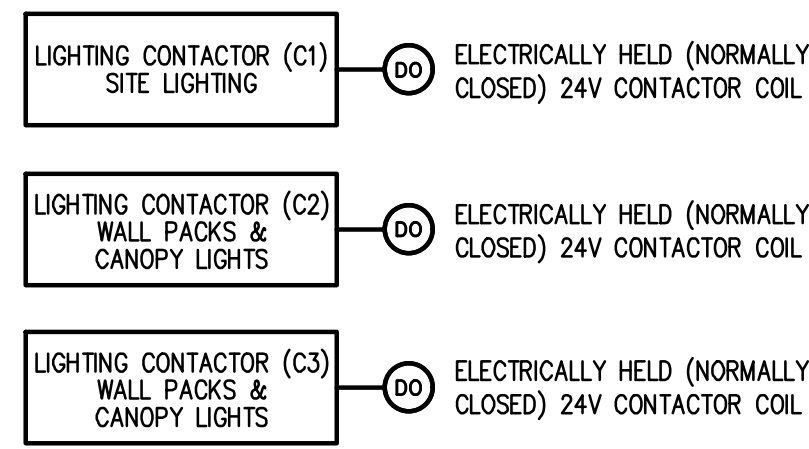 LIGHTING CONTACTOR (C1)
SITE LIGHTING
DO
ELECTRICALLY HELD (NORMALLY
CLOSED) 24V CONTACTOR COIL
LIGHTING CONTACTOR (C2)
WALL PACKS &
CANOPY LIGHTS
DO
ELECTRICALLY HELD (NORMALLY
CLOSED) 24V CONTACTOR COIL
LIGHTING CONTACTOR (C3)
WALL PACKS &
CANOPY LIGHTS
DO
ELECTRICALLY HELD (NORMALLY
CLOSED) 24V CONTACTOR COIL